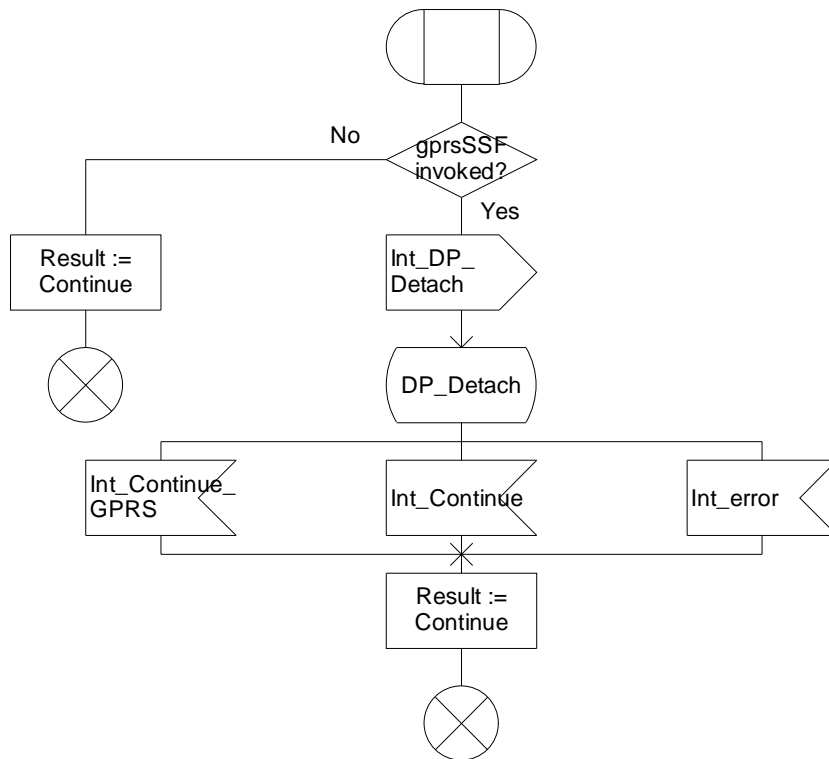 No
gprsSSF
invoked?
Yes
Result :=
Continue
Int_DP_
Detach
DP_Detach
Int_Continue_
GPRS
Int_Continue
Int_error
Result :=
Continue